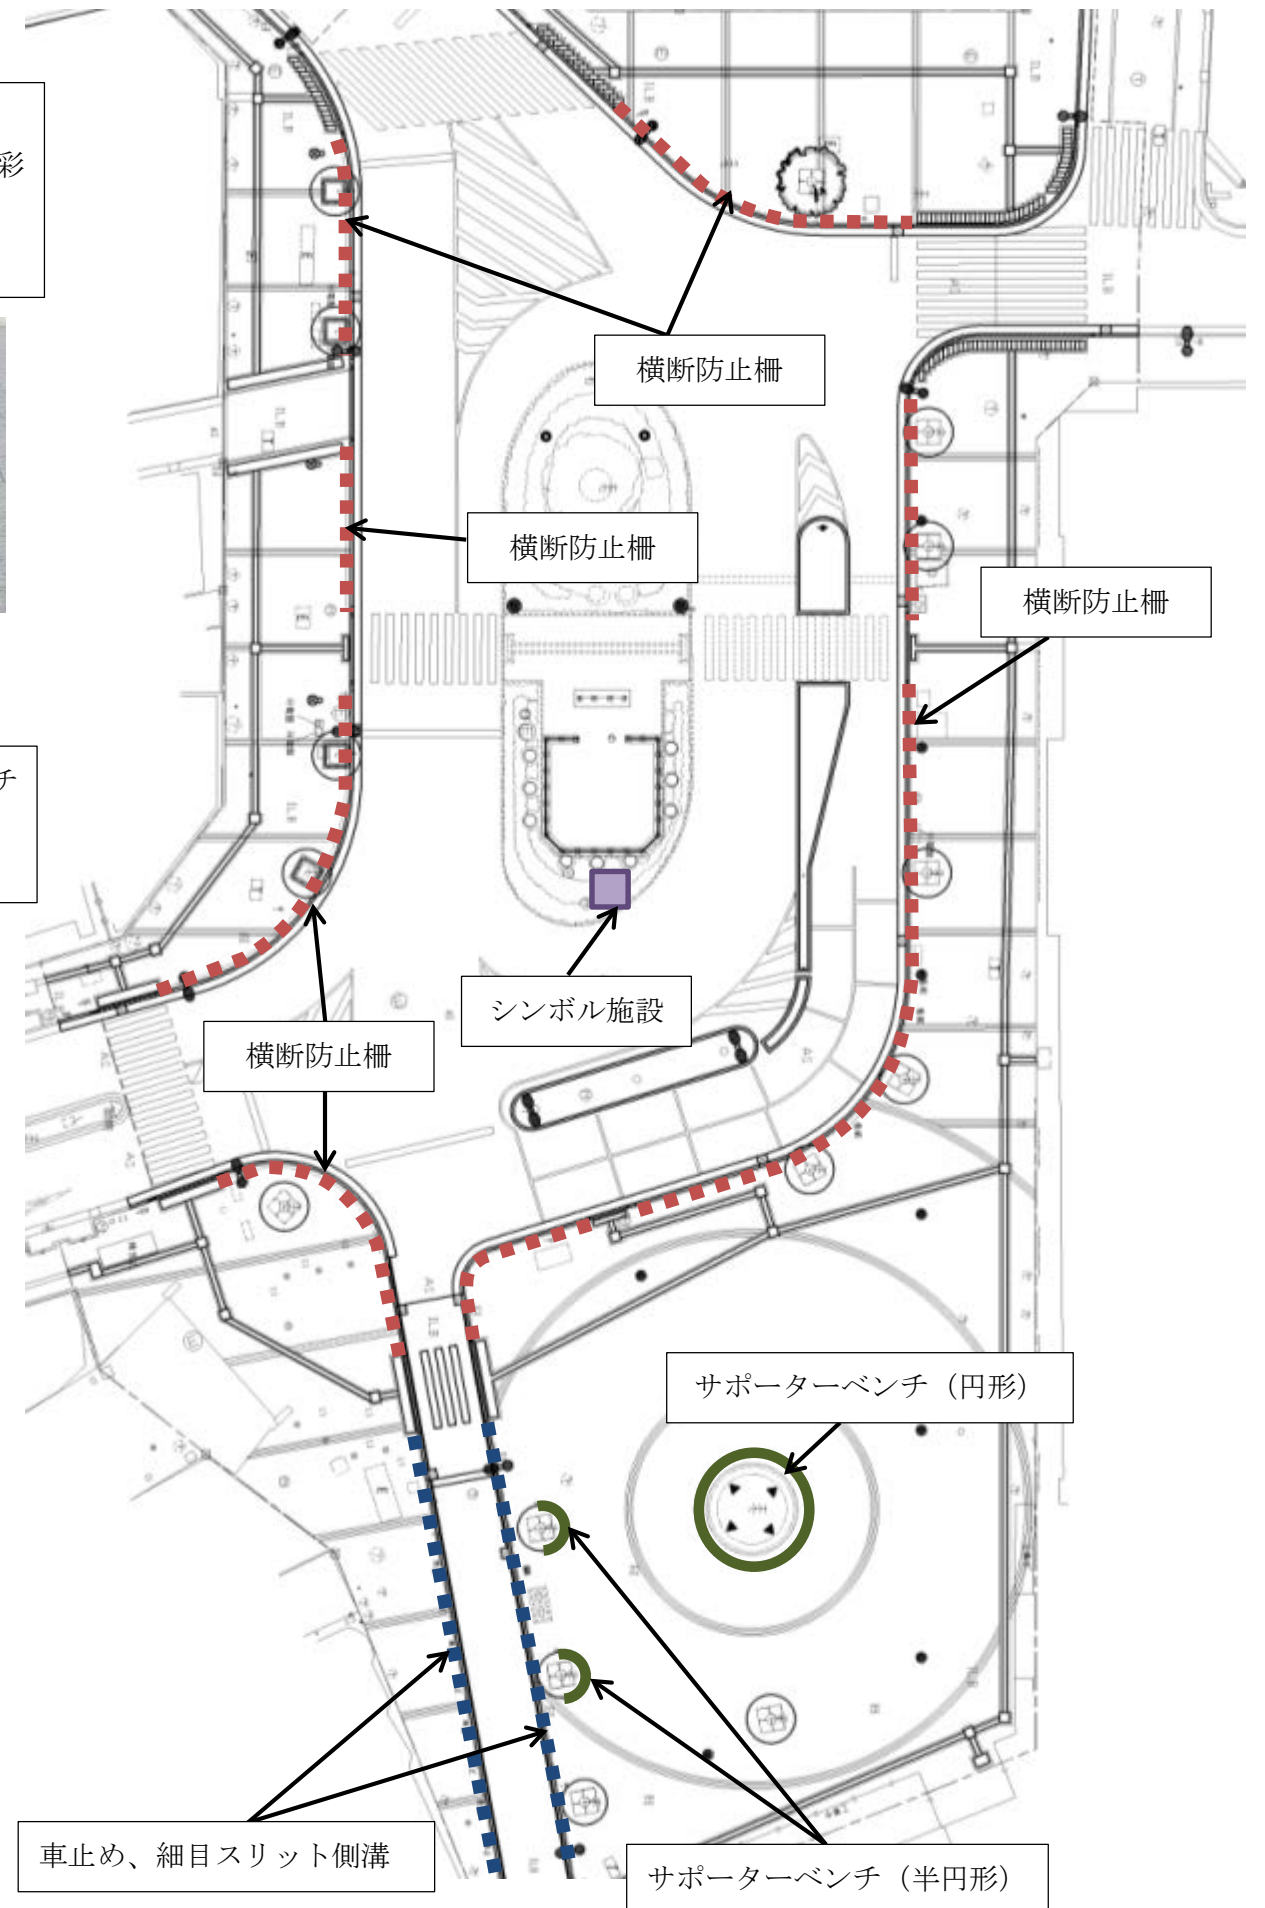 彩
横断防止柵
横断防止柵
横断防止柵
チ
シンボル施設
横断防止柵
サポーターベンチ（円形）
車止め、細目スリット側溝
サポーターベンチ（半円形）